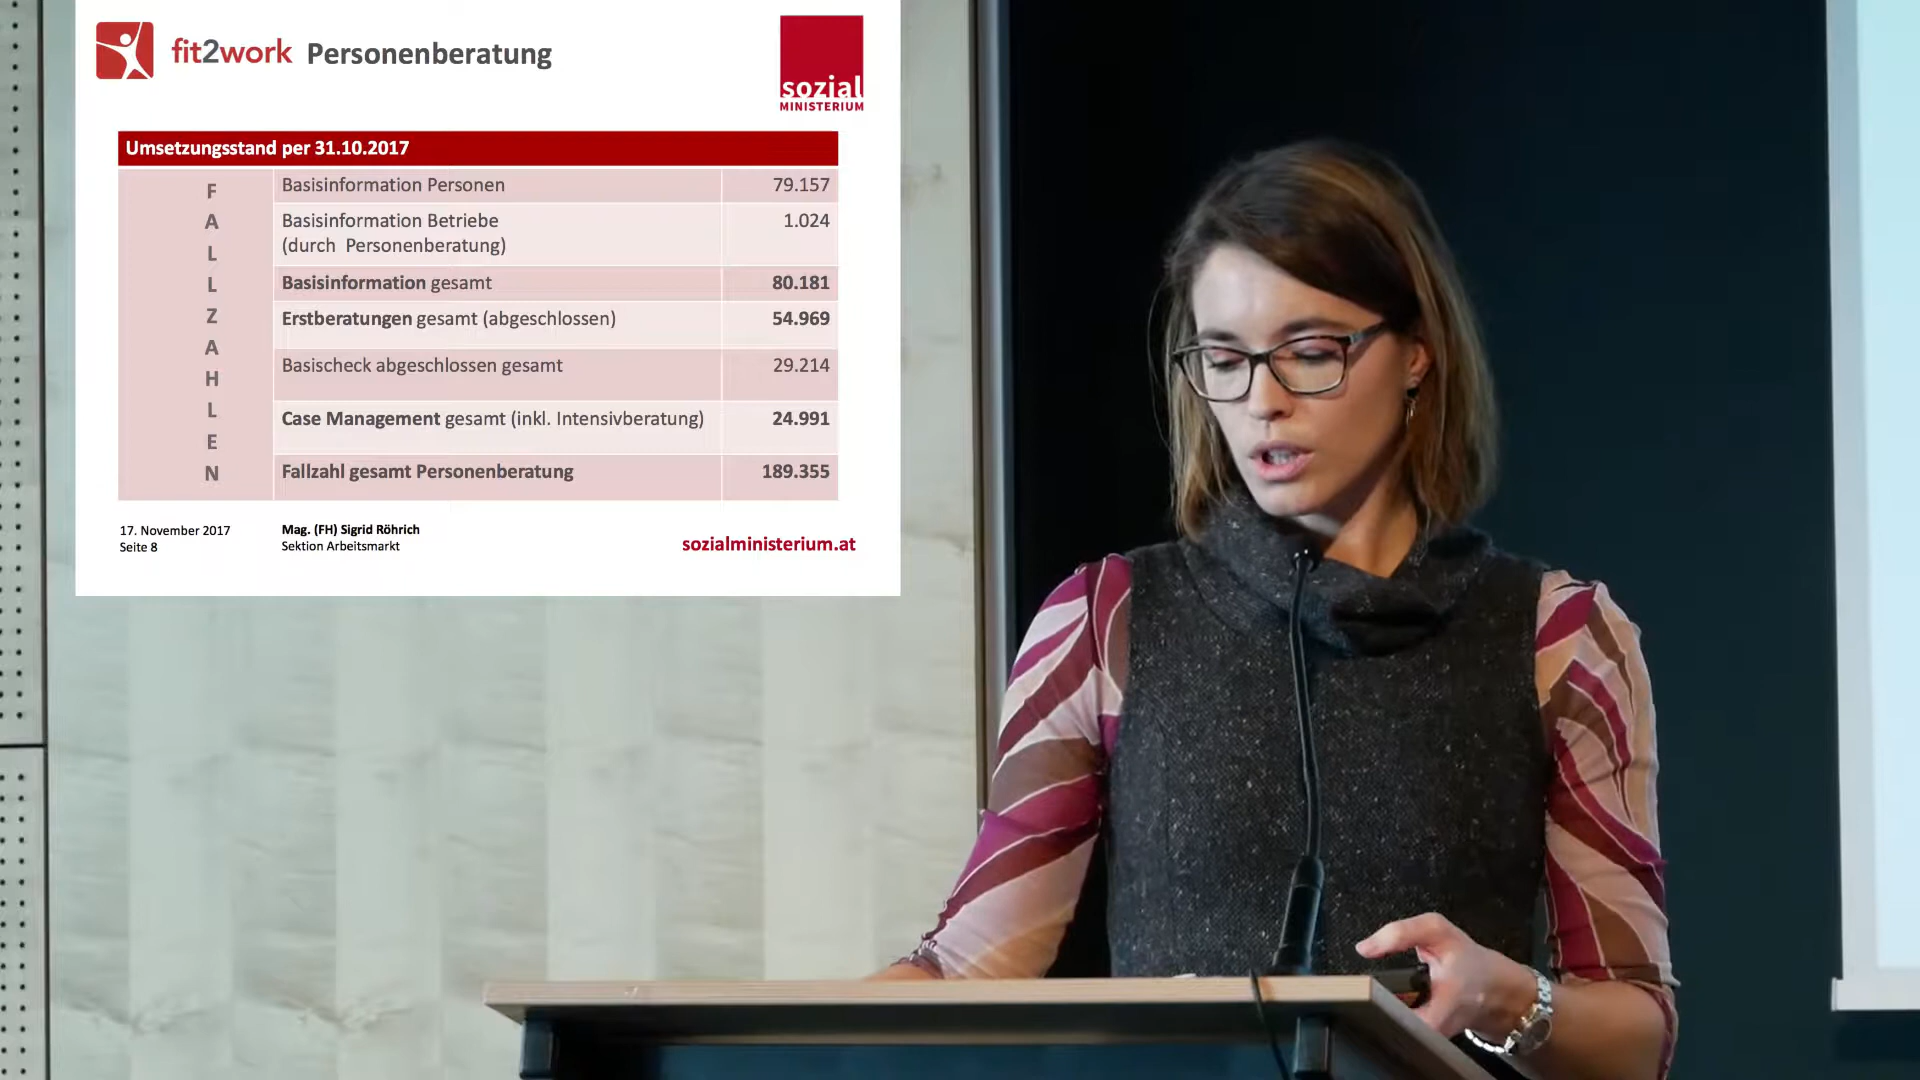 fit2work Personenberatung
sozial
MINISTERIUM
Umsetzungsstand per 31.10.2017
F
A
L
L
Z
A
H
L
E
N
Basisinformation Personen 79.157
Basisinformation Betriebe 1.024
(durch Personenberatung)
Basisinformation gesamt 80.181
Erstberatungen gesamt (abgeschlossen) 54.969
Basischeck abgeschlossen gesamt 29.214
Case Management gesamt (inkl. Intensivberatung) 24.991
Fallzahl gesamt Personenberatung 189.355
17. November 2017 Mag. (FH) Sigrid Röhrich
Seite 8 Sektion Arbeitsmarkt
sozialministerium.at